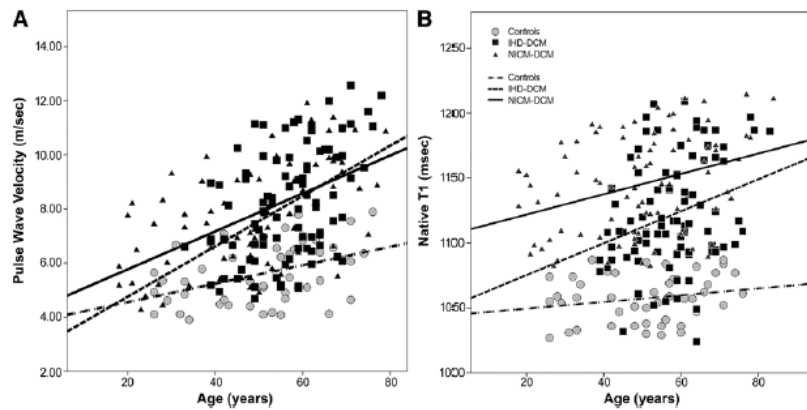 A
Pulse Wave Velocity (m/sec)
14.00
12.00
10.00
8.00
6.00
4.00
2.00
20
40
60
80
Age (years)
B
Native T1 (msec)
1250
1200
1150
1100
1050
1000
20
40
60
80
Age (years)
Controls
IHD-DCM
NICM-DCM
Controls
IHD-DCM
NICM-DCM